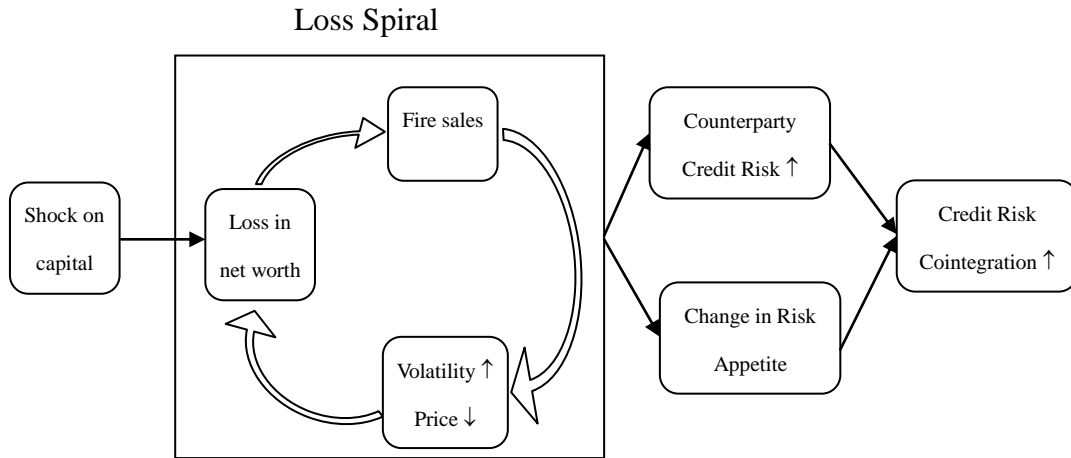 Loss Spiral
Shock on
capital
Loss in
net worth
Fire sales
Volatility ↑
Price ↓
Counterparty
Credit Risk ↑
Change in Risk
Appetite
Credit Risk
Cointegration ↑